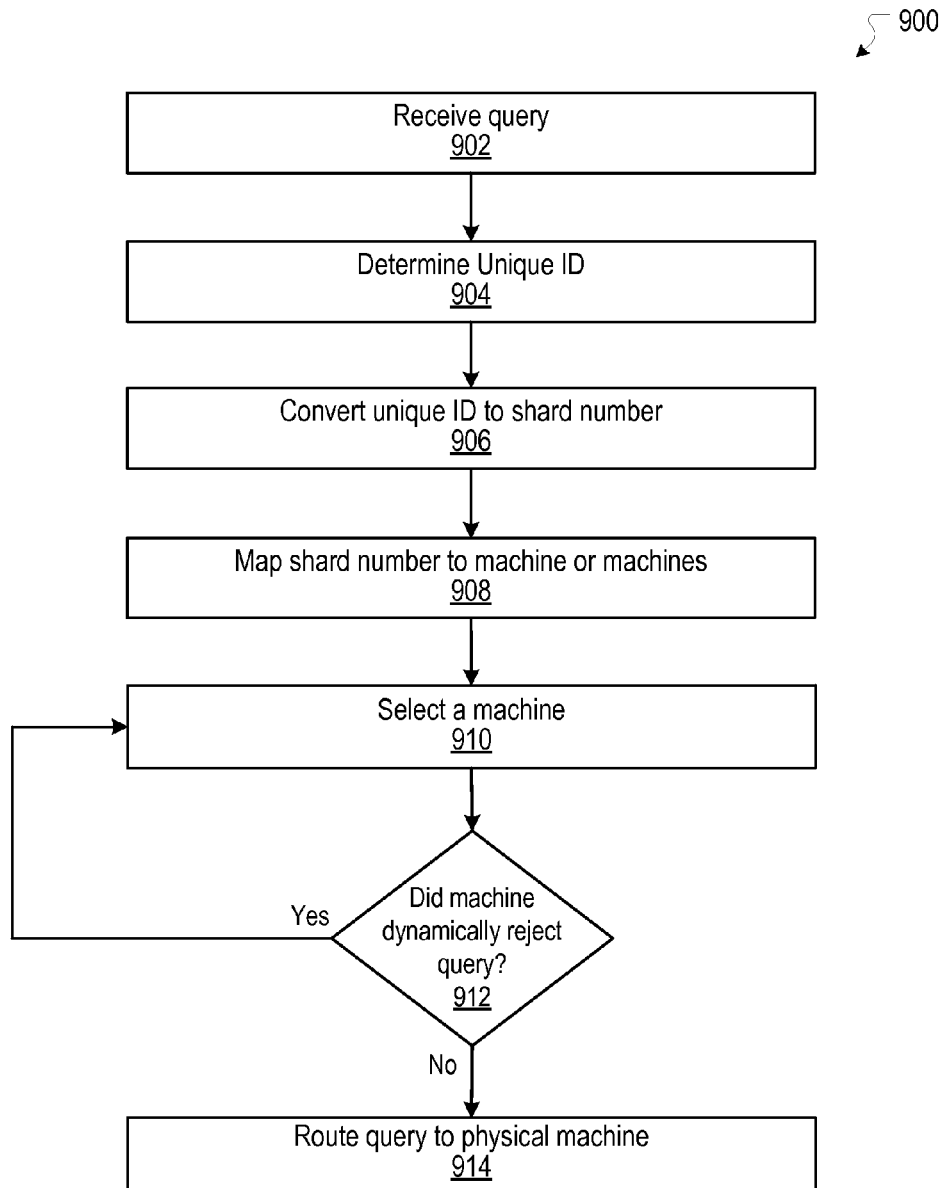 900
Receive query
902
Determine Unique ID
904
Convert unique ID to shard number
906
Map shard number to machine or machines
908
Select a machine
910
Did machine
dynamically reject
query?
912
Yes
No
Route query to physical machine
914